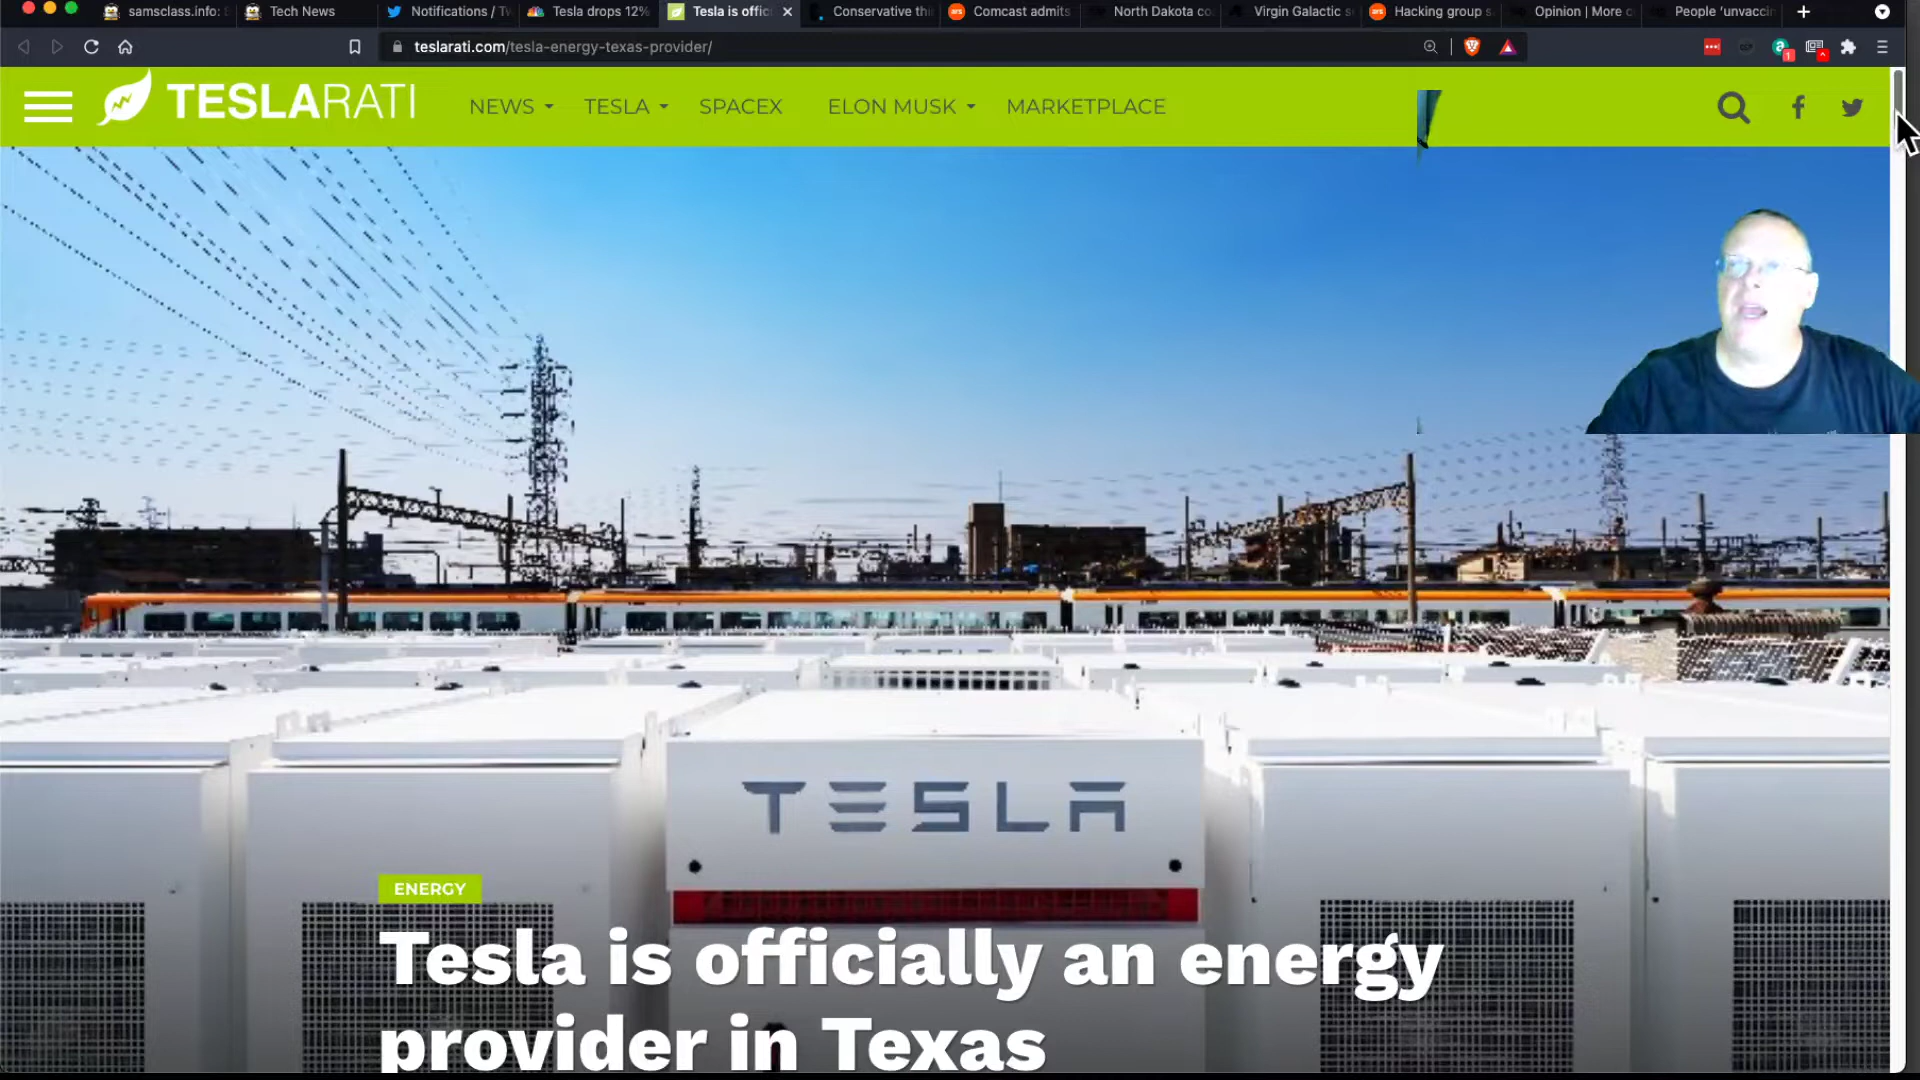 samsclass.info: S
Tech News
Notifications / Tw
Tesla drops 12%
Tesla is offic
Conservative thi
Comcast admits
North Dakota co
Virgin Galactic s
Hacking group s
Opinion | More c
People 'unvaccin
teslarati.com/tesla-energy-texas-provider/
TESLARATI
NEWS
TESLA
SPACEX
ELON MUSK
MARKETPLACE
TESLA
ENERGY
Tesla is officially an energy
provider in Texas